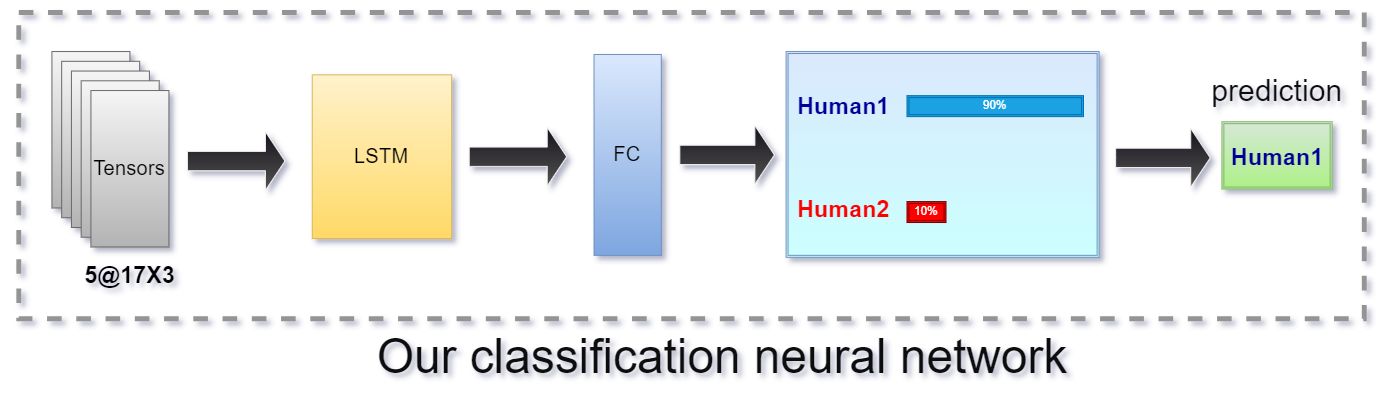 Tensors
5@17X3
LSTM
FC
Human1
90%
Human2
10%
prediction
Human1
Our classification neural network